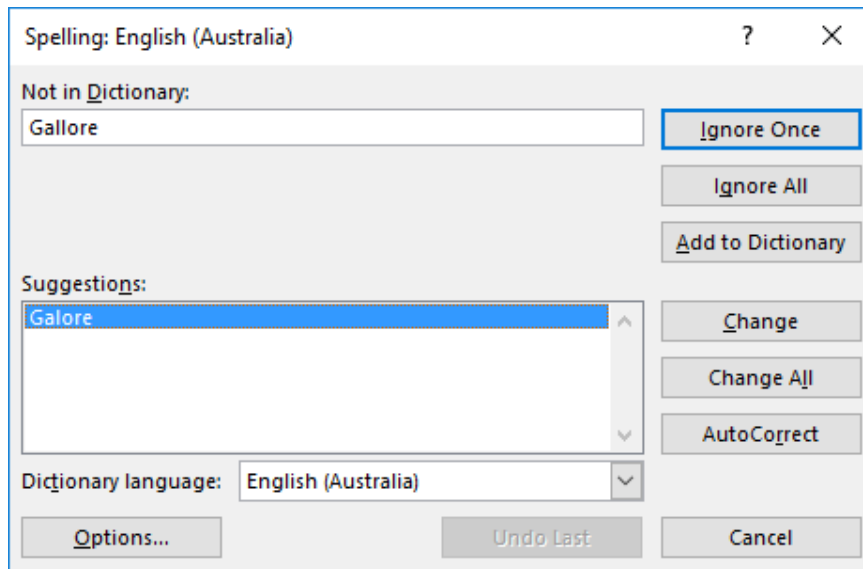 Spelling: English (Australia) ?
Not in Dictionary:
Gallore
Ignore Once
Ignore All
Add to Dictionary
Suggestions:
Galore
Change
Change All
AutoCorrect
Dictionary language: English (Australia)
Options... Undo Last Cancel